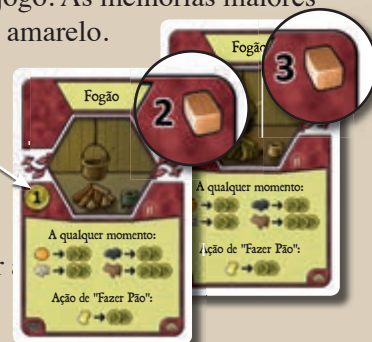 jogo. As memórias maiores
amarelo.
Fogão
2
Fogão
3
1
A qualquer momento:
Ação de "Fazer Pão":
A qualquer momento:
Ação de "Fazer Pão":
r